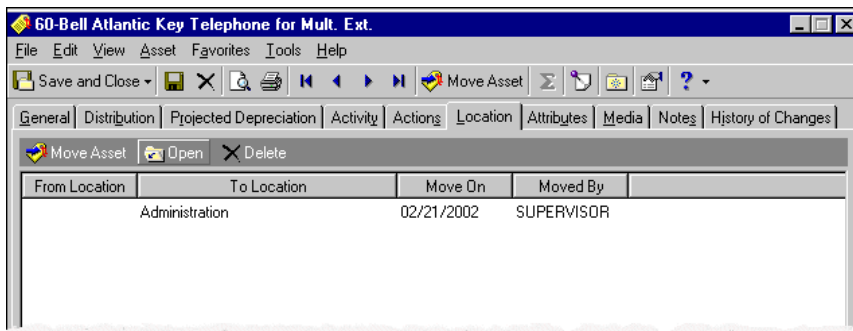 60-Bell Atlantic Key Telephone for Mult. Ext.
File Edit View Asset Favorites Tools Help
Save and Close Move Asset Σ ?
General Distribution Projected Depreciation Activity Actions Location Attributes Media Notes History of Changes
Move Asset Open Delete
From Location To Location Move On Moved By
Administration 02/21/2002 SUPERVISOR